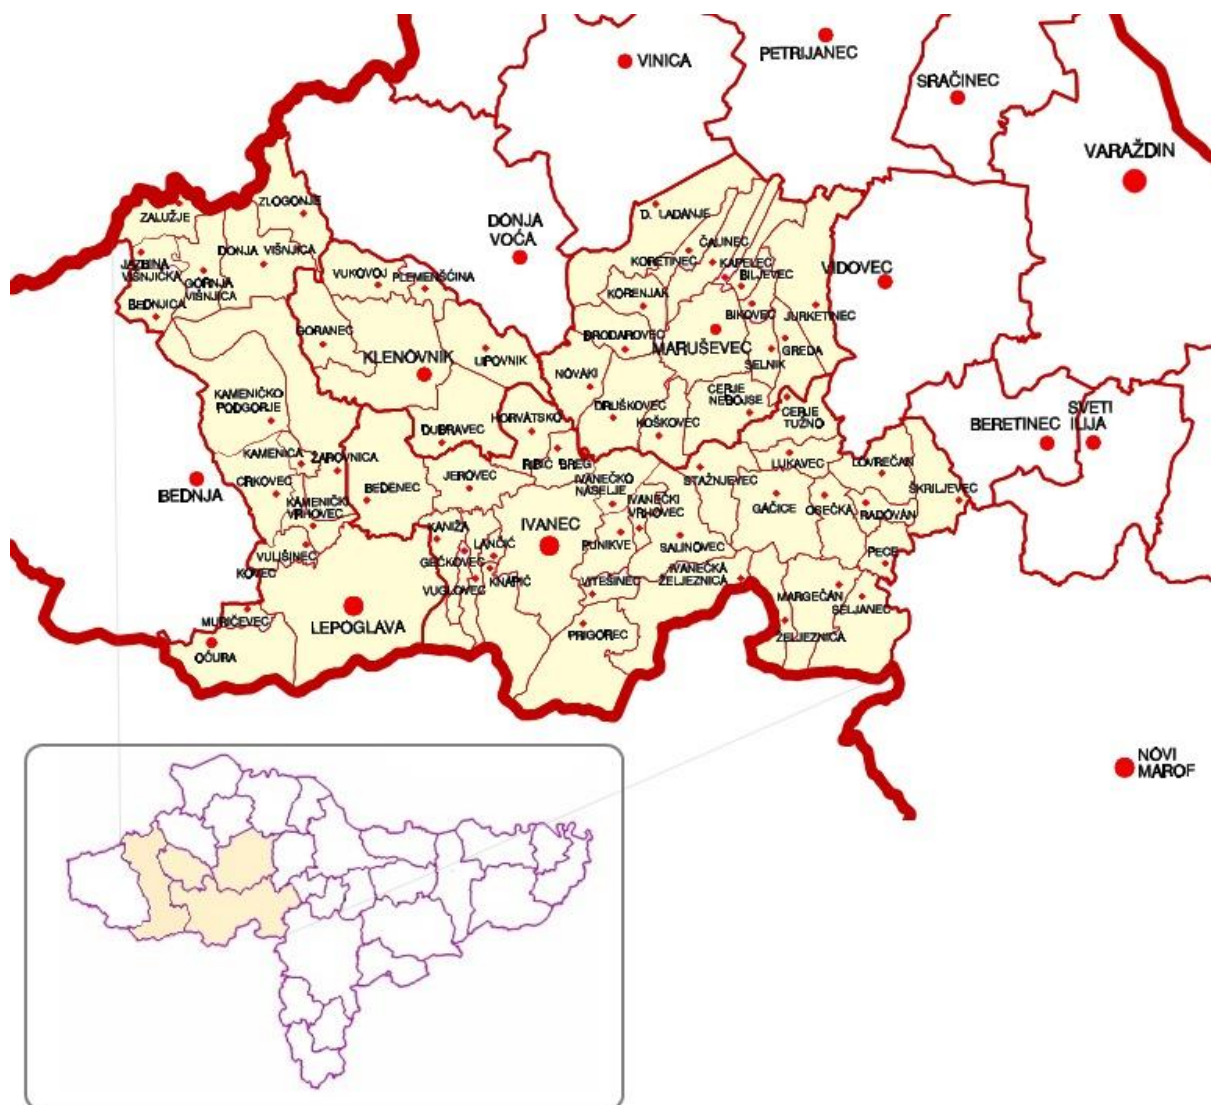 VINICA
PETRIJANEC
SRAČINEC
VARAŽDIN
ZLOGONJE
ZALUŽJE
D. LADANJE
DONJA
VOĆA
DONJA VIŠNJICA
ČALINEC
KORETINEC
KAPELEC
JAZBINA
VIŠNJIČKA
VUKOVOJ
PLEMENŠĆINA
BILJEVEC
VIDOVEC
GORNJA
VIŠNJICA
KORENJAK
BEDNJICA
BIKOVEC
JURKETINEC
GORANEC
BRODAROVEC
MARUŠEVEC
KLENOVNIK
LIPOVNIK
GREDA
SELNIK
NOVAKI
KAMENIČKO
PODGORJE
CERJE
NEBOJSE
HORVATSKO
DRUŠKOVEC
CERJE
TUŽNO
BERETINEC
SVETI
ILIJA
DUBRAVEC
KOŠKOVEC
KAMENICA
ŽAROVNICA
RIBIĆ BREG
LUKAVEC
LOVREČAN
BEDNJA
CRKOVEC
BEDENEC
JEROVEC
IVANEČKO
NASELJE
STAŽNJEVEC
ŠKRILJEVEC
KAMENIČKI
VRHOVEC
IVANEČKI
VRHOVEC
GAČICE
OSEČKA
RADOVAN
KANIŽA
IVANEC
LANČIĆ
PUNIKVE
SALINOVEC
VULIŠINEC
GEČKOVEC
PECE
KOVEC
KNAPIĆ
IVANEČKA
ŽELJEZNICA
VITEŠINEC
VUGLOVEC
MARGEČAN
SELJANEC
MURIČEVEC
LEPOGLAVA
PRIGOREC
ŽELJEZNICA
OČURA
NOVI
MAROF